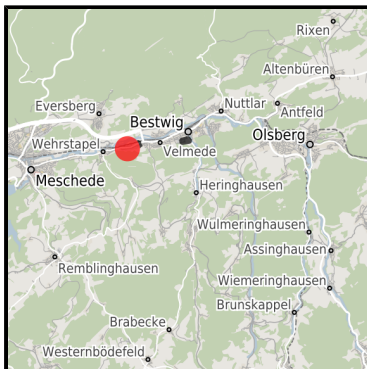 Rixen
Altenbüren
Eversberg
Nuttlar
Antfeld
Bestwig
Olsberg
Wehrstapel
Velmede
Meschede
Heringhausen
Wulmeringhausen
Assinghausen
Remblinghausen
Wiemeringhausen
Brunskappel
Brabecke
Westernbödefeld